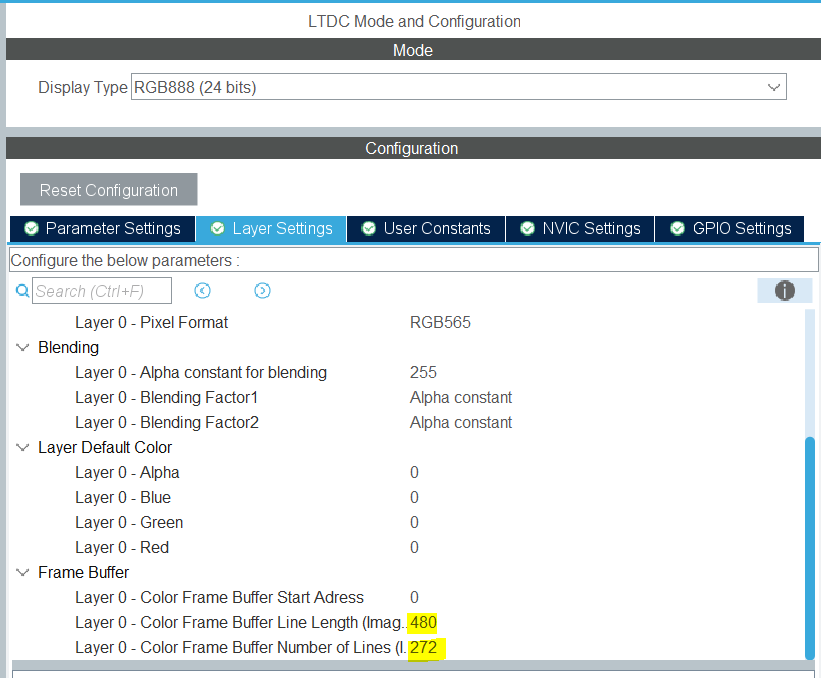 LTDC Mode and Configuration
Mode
Display Type RGB888 (24 bits)
Configuration
Reset Configuration
Parameter Settings Layer Settings User Constants NVIC Settings GPIO Settings
Configure the below parameters :
Search (Ctrl+F)
Layer 0 - Pixel Format RGB565
Blending
Layer 0 - Alpha constant for blending 255
Layer 0 - Blending Factor1 Alpha constant
Layer 0 - Blending Factor2 Alpha constant
Layer Default Color
Layer 0 - Alpha 0
Layer 0 - Blue 0
Layer 0 - Green 0
Layer 0 - Red 0
Frame Buffer
Layer 0 - Color Frame Buffer Start Adress 0
Layer 0 - Color Frame Buffer Line Length (Imag.. 480
Layer 0 - Color Frame Buffer Number of Lines (I. 272